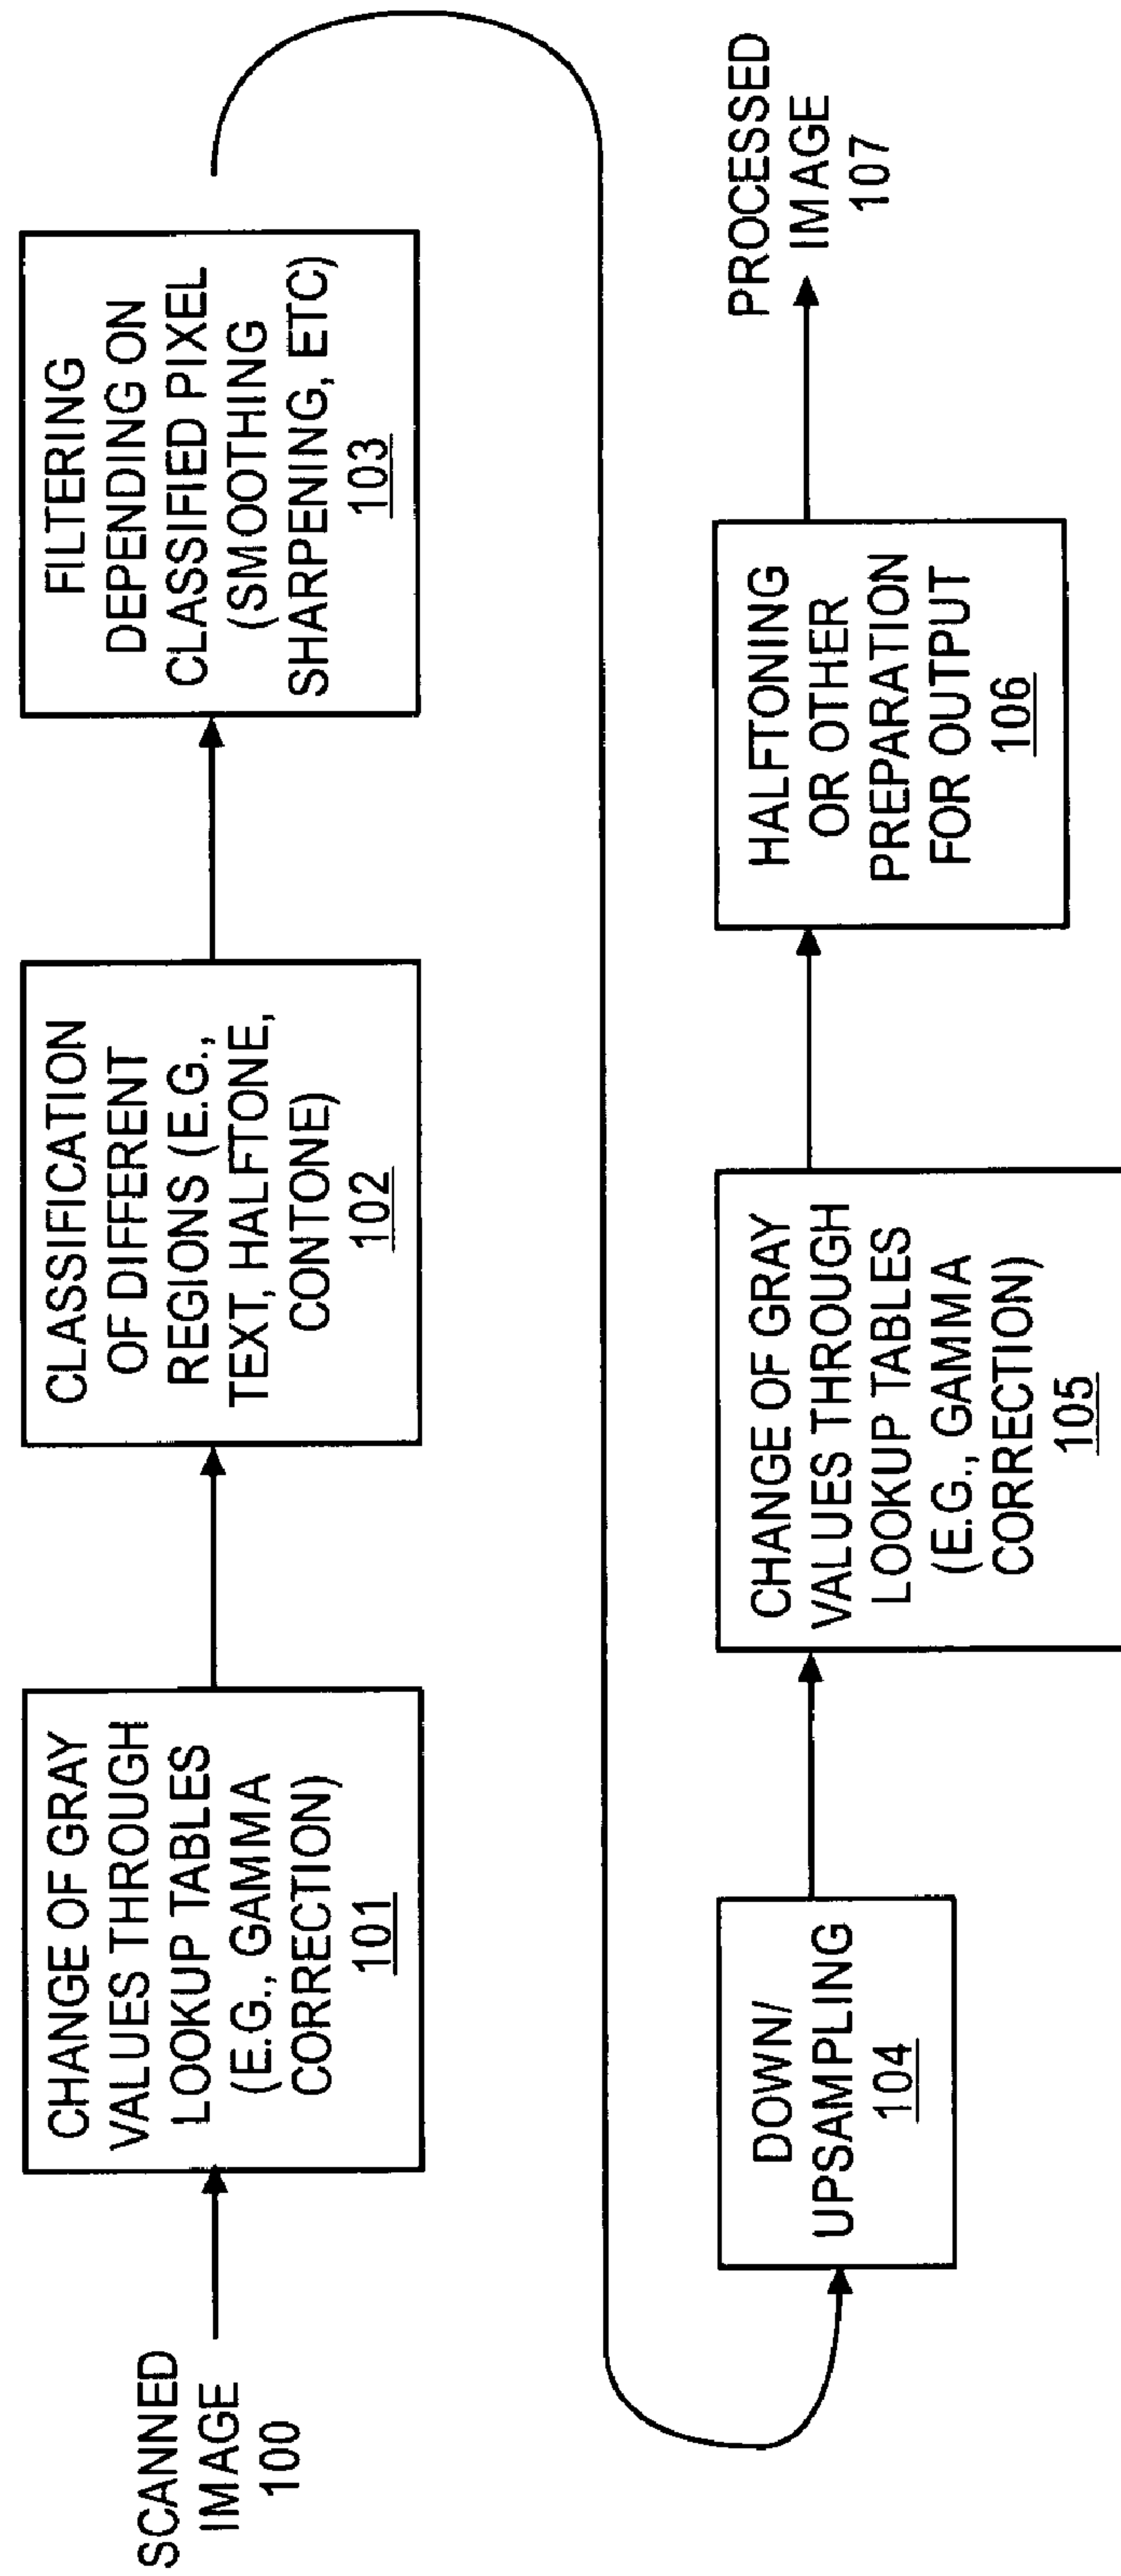 SCANNED
IMAGE
100
CHANGE OF GRAY
VALUES THROUGH
LOOKUP TABLES
(E.G., GAMMA
CORRECTION)
101
CLASSIFICATION
OF DIFFERENT
REGIONS (E.G.,
TEXT, HALFTONE,
CONTONE)
102
FILTERING
DEPENDING ON
CLASSIFIED PIXEL
(SMOOTHING
SHARPENING, ETC)
103
DOWN/
UPSAMPLING
104
CHANGE OF GRAY
VALUES THROUGH
LOOKUP TABLES
(E.G., GAMMA
CORRECTION)
105
HALFTONING
OR OTHER
PREPARATION
FOR OUTPUT
106
PROCESSED
IMAGE
107